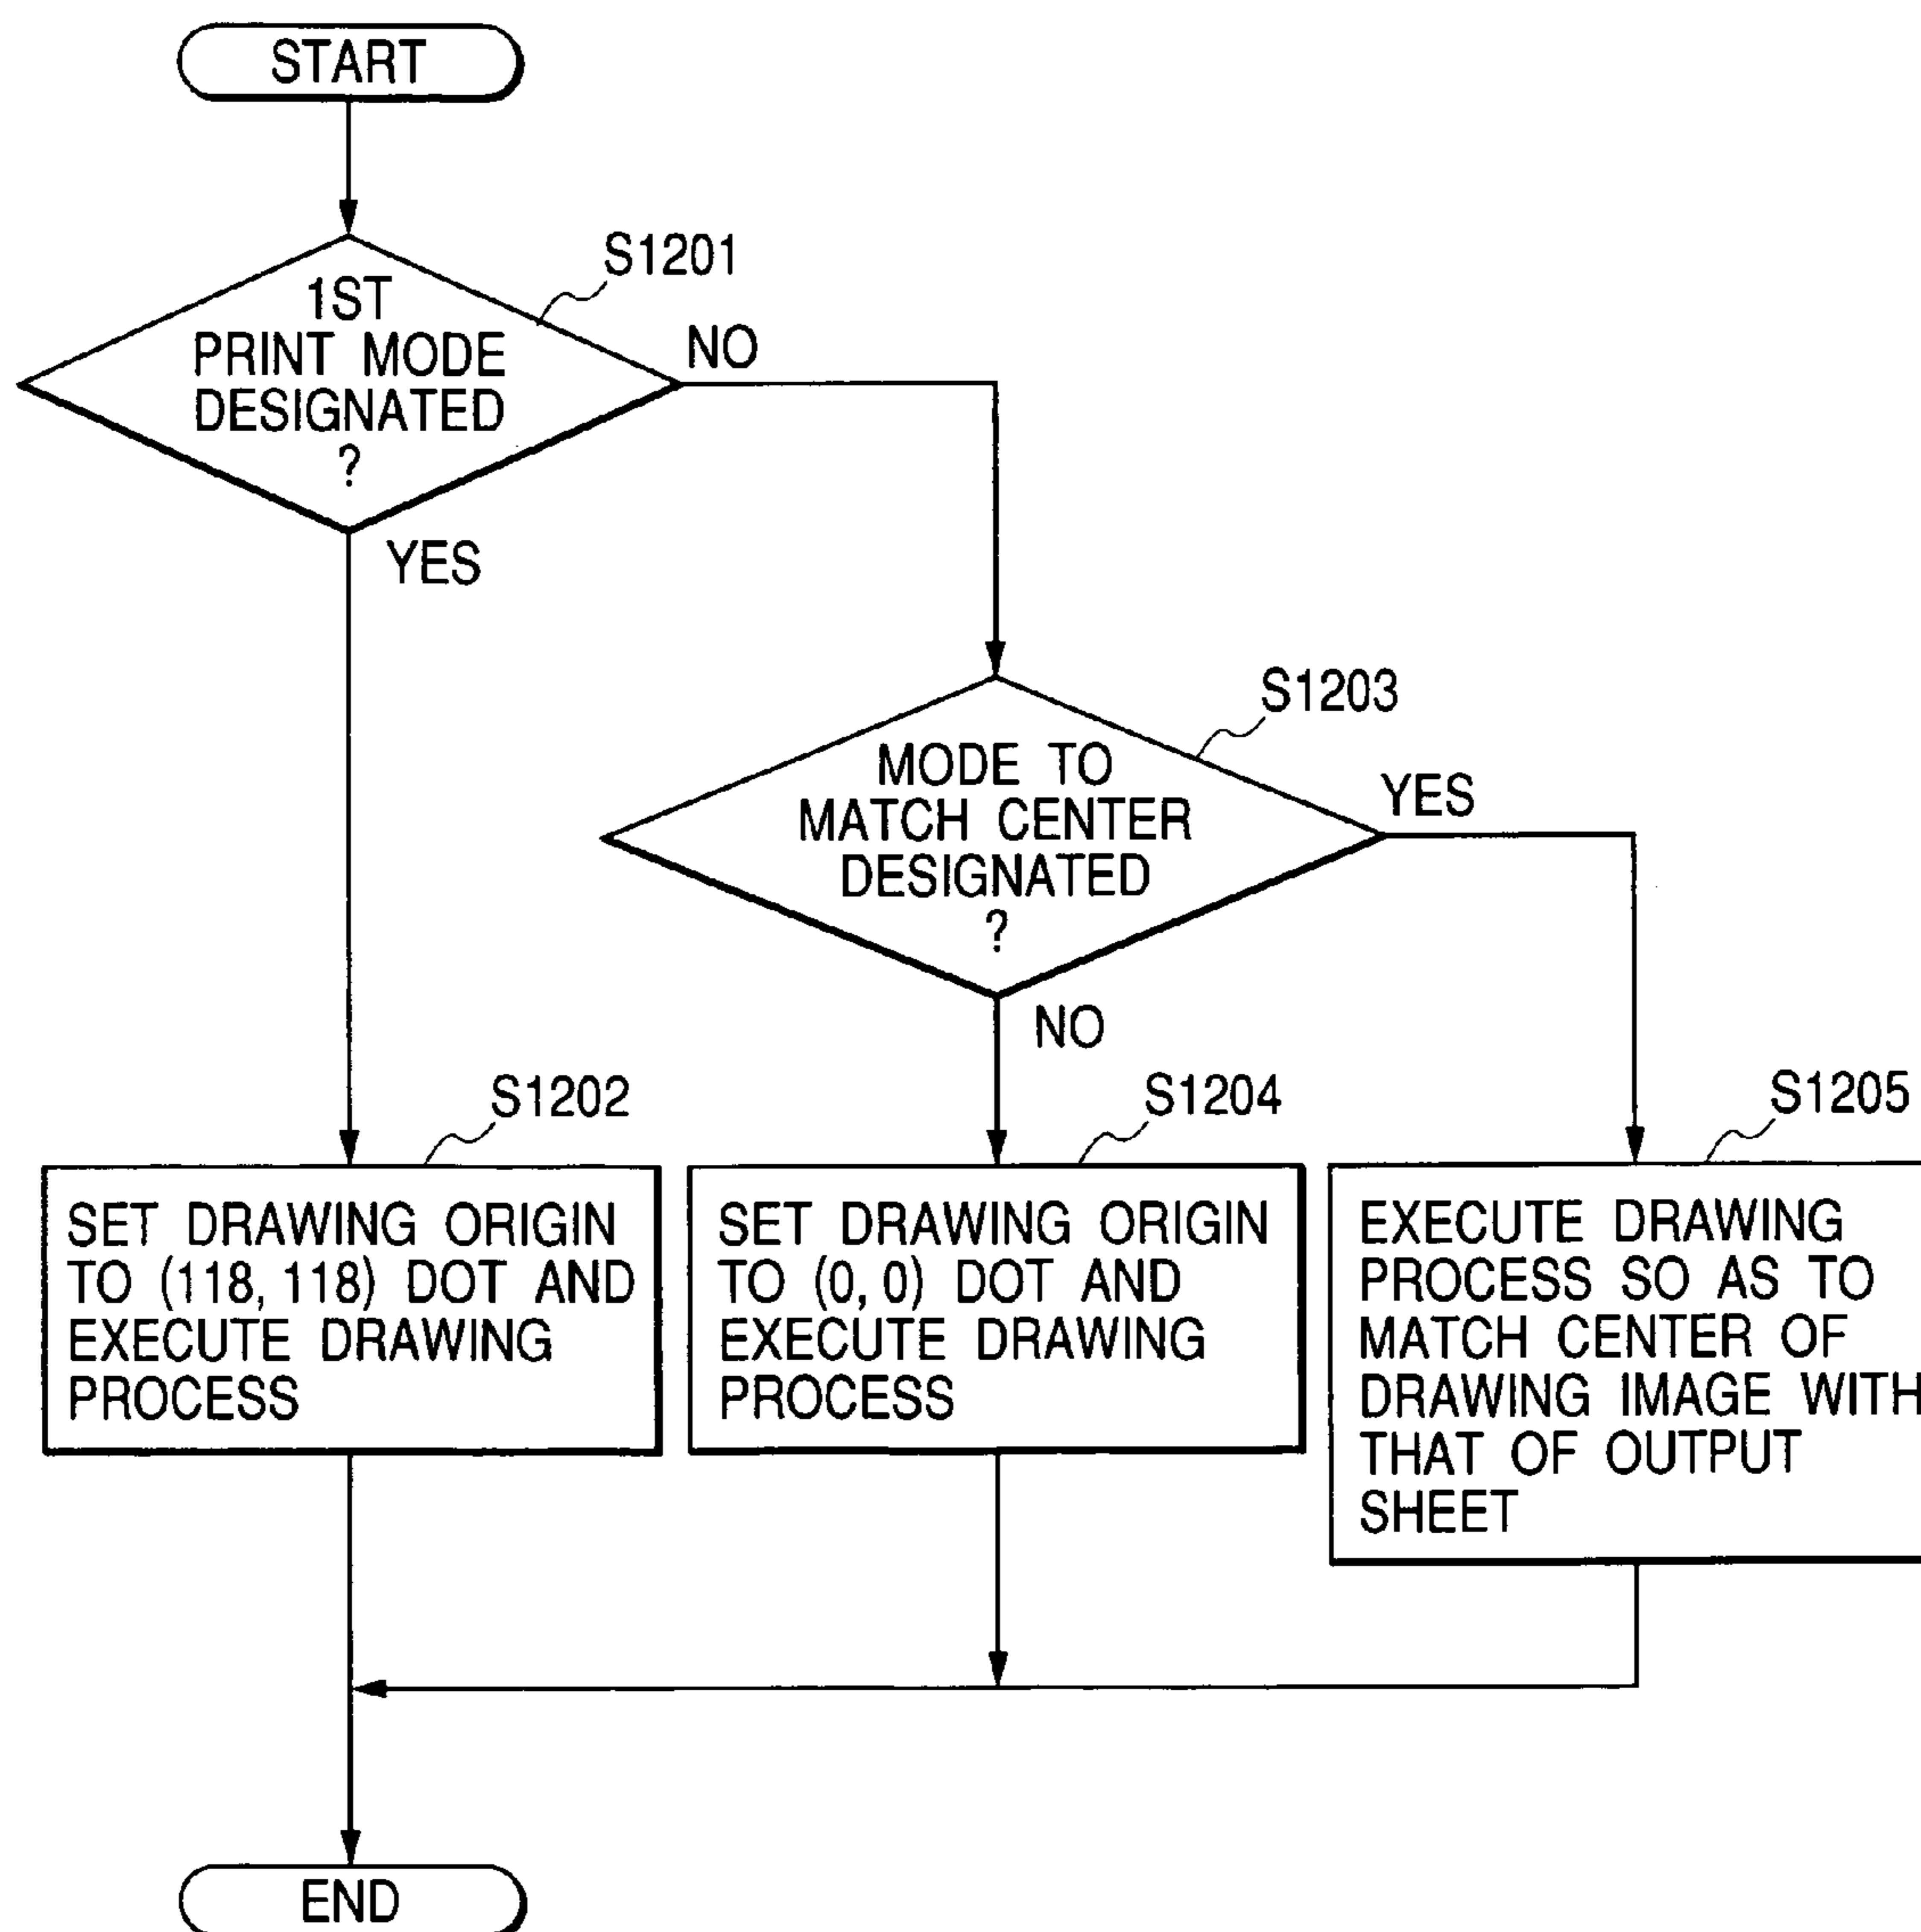 START
S1201
1ST
PRINT MODE
DESIGNATED
?
NO
YES
S1203
MODE TO
MATCH CENTER
DESIGNATED
?
YES
NO
S1202
SET DRAWING ORIGIN
TO (118, 118) DOT AND
EXECUTE DRAWING
PROCESS
S1204
SET DRAWING ORIGIN
TO (0, 0) DOT AND
EXECUTE DRAWING
PROCESS
S1205
EXECUTE DRAWING
PROCESS SO AS TO
MATCH CENTER OF
DRAWING IMAGE WITH
THAT OF OUTPUT
SHEET
END